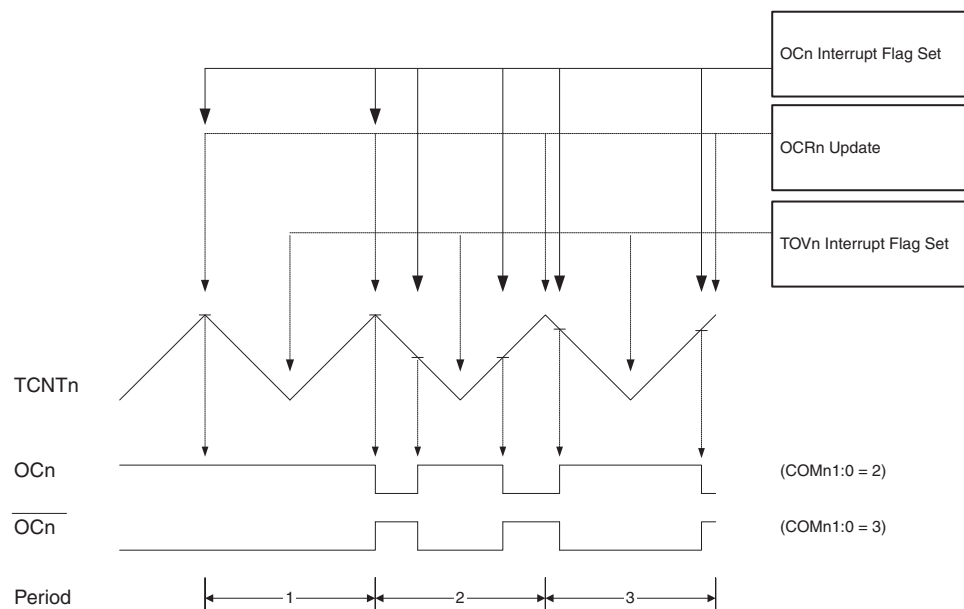 OCn Interrupt Flag Set
OCRn Update
TOVn Interrupt Flag Set
TCNTn
OCn
(COMn1:0 = 2)
OCn
(COMn1:0 = 3)
Period
1
2
3